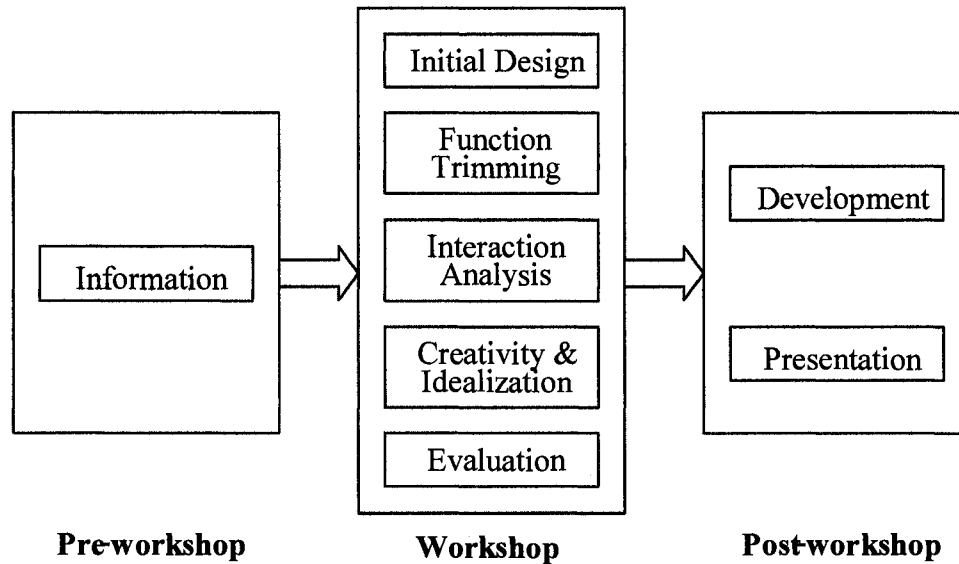 Information
Pre-workshop
Initial Design
Function
Trimming
Interaction
Analysis
Creativity &
Idealization
Evaluation
Workshop
Development
Presentation
Post-workshop